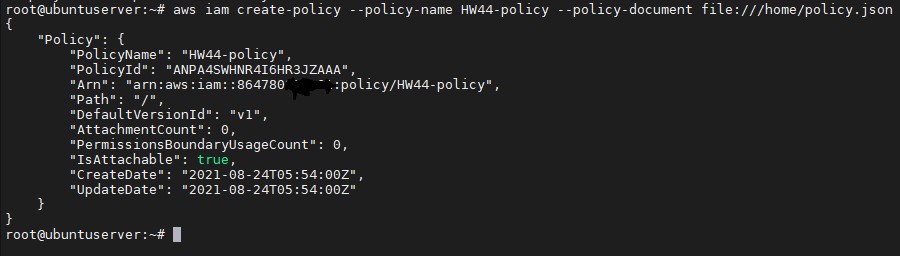 root@ubuntuserver:~# aws iam create-policy --policy-name HW44-policy --policy-document file:///home/policy.json
{
    "Policy": {
        "PolicyName": "HW44-policy",
        "PolicyId": "ANPA4SWHNR4I6HR3JZAAA",
        "Arn": "arn:aws:iam::864780 :policy/HW44-policy",
        "Path": "/",
        "DefaultVersionId": "v1",
        "AttachmentCount": 0,
        "PermissionsBoundaryUsageCount": 0,
        "IsAttachable": true,
        "CreateDate": "2021-08-24T05:54:00Z",
        "UpdateDate": "2021-08-24T05:54:00Z"
    }
}
root@ubuntuserver:~#